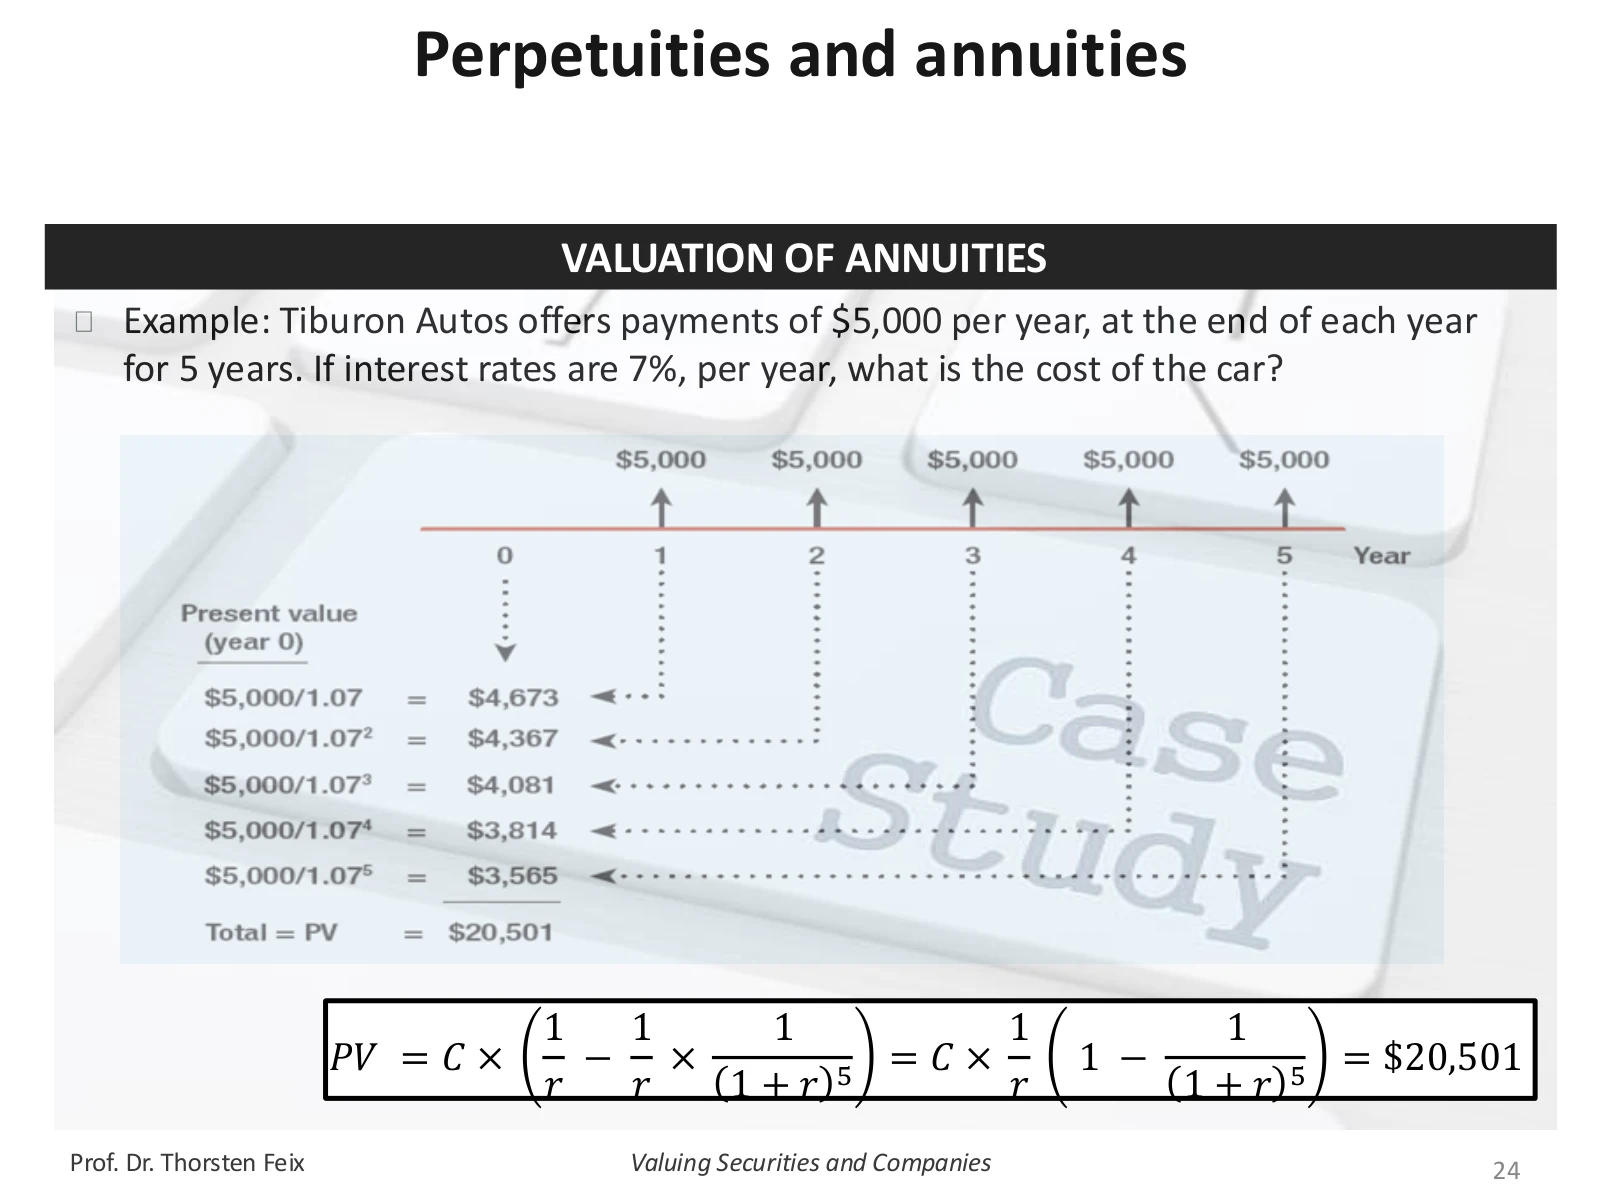 Perpetuities and annuities
VALUATION OF ANNUITIES
Example: Tiburon Autos offers payments of $5,000 per year, at the end of each year
for 5 years. If interest rates are 7%, per year, what is the cost of the car?
$5,000 $5,000 $5,000 $5,000 $5,000
0 1 2 3 4 5 Year
Present value
(year 0)
$5,000/1.07 = $4,673
$5,000/1.07² = $4,367
$5,000/1.07³ = $4,081
$5,000/1.07⁴ = $3,814
$5,000/1.07⁵ = $3,565
Total = PV = $20,501
Case
Study
PV = C × (1/r − 1/r × 1/(1 + r)⁵) = C × 1/r (1 − 1/(1 + r)⁵) = $20,501
Prof. Dr. Thorsten Feix Valuing Securities and Companies 24